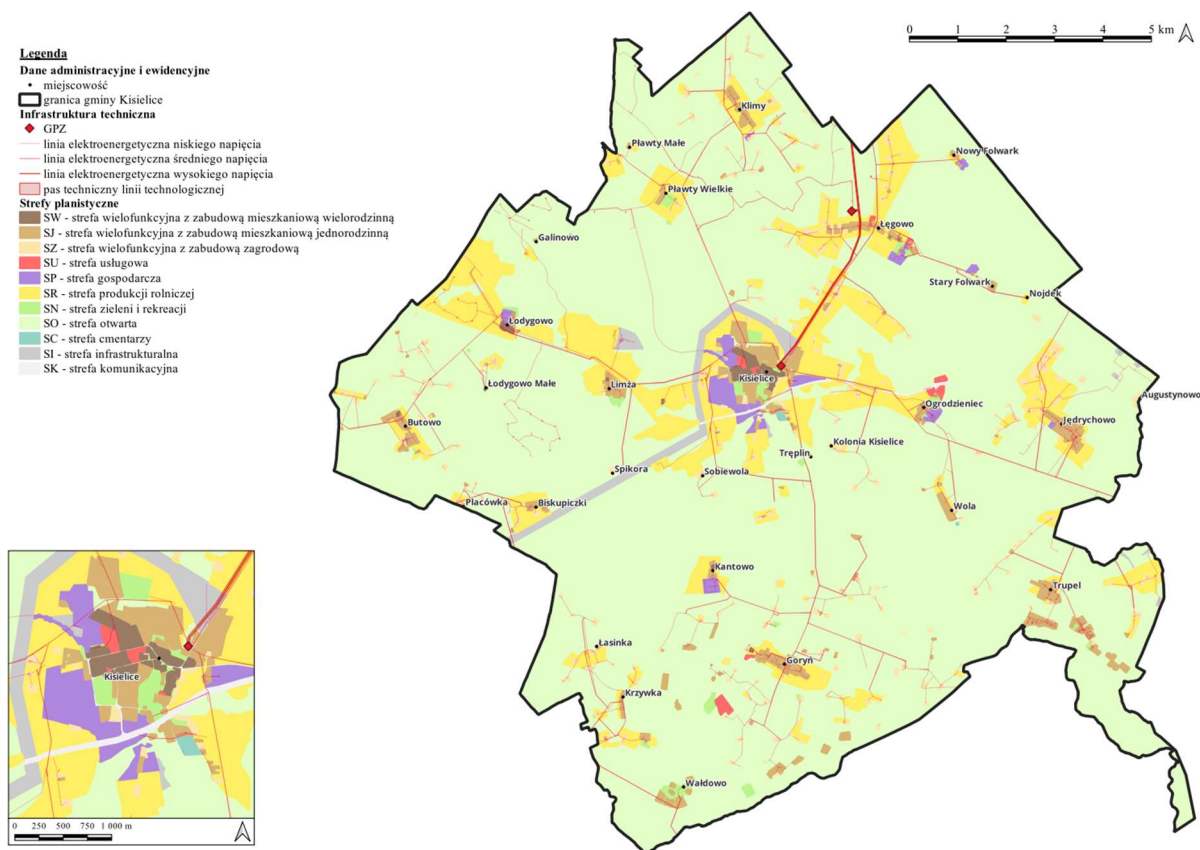 0 1 2 3 4 5 km
Legenda
Dane administracyjne i ewidencyjne
miejscowość
granica gminy Kisielice
Infrastruktura techniczna
GPZ
linia elektroenergetyczna niskiego napięcia
linia elektroenergetyczna średniego napięcia
linia elektroenergetyczna wysokiego napięcia
pas techniczny linii technologicznej
Strefy planistyczne
SW - strefa wielofunkcyjna z zabudową mieszkaniową wielorodzinną
SJ - strefa wielofunkcyjna z zabudową mieszkaniową jednorodzinną
SZ - strefa wielofunkcyjna z zabudową zagrodową
SU - strefa usługowa
SP - strefa gospodarcza
SR - strefa produkcji rolniczej
SN - strefa zieleni i rekreacji
SO - strefa otwarta
SC - strefa cmentarzy
SI - strefa infrastrukturalna
SK - strefa komunikacyjna
Klimy
Pławty Małe
Nowy Folwark
Pławty Wielkie
Łęgowo
Galinowo
Stary Folwark
Nojdek
Łodygowo
Kisielice
Łodygowo Małe
Limża
Augustynowo
Ogrodzieniec
Butowo
Jędrychowo
Kolonia Kisielice
Tręplin
Spikora
Sobiewola
Placówka
Biskupiczki
Wola
Kantowo
Trupel
Łasinka
Goryń
Krzywka
Wałdowo
Kisielice
0 250 500 750 1 000 m